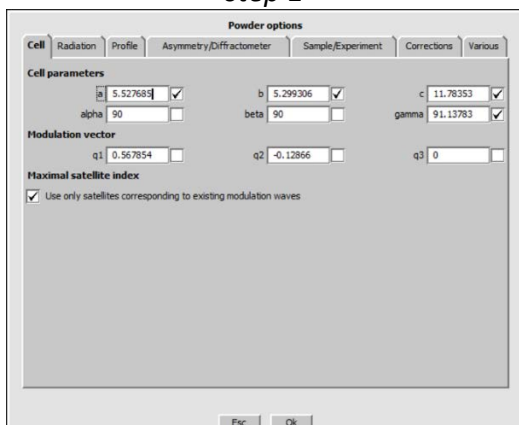 Step 2
Powder options
Cell Radiation Profile Asymmetry/Diffractometer Sample/Experiment Corrections Various
Cell parameters
a 5.527685 b 5.299306 c 11.78353
alpha 90 beta 90 gamma 91.13783
Modulation vector
q1 0.567854 q2 -0.12866 q3 0
Maximal satellite index
Use only satellites corresponding to existing modulation waves
Esc Ok